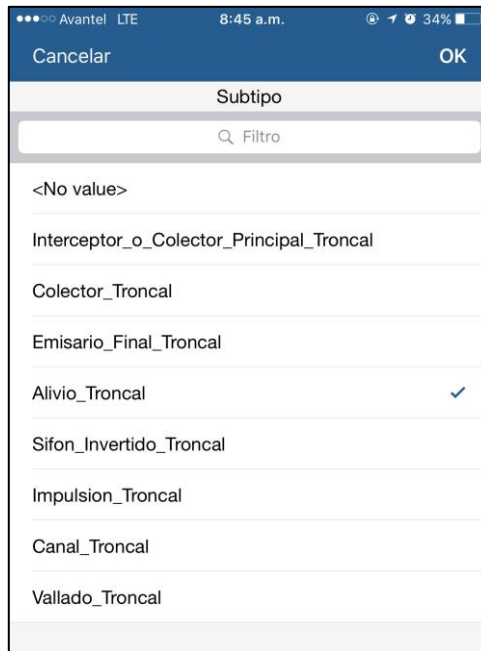 Avantel LTE 8:45 a.m. 34%
Cancelar OK
Subtipo
Filtro
<No value>
Interceptor_o_Colector_Principal_Troncal
Colector_Troncal
Emisario_Final_Troncal
Alivio_Troncal
Sifon_Invertido_Troncal
Impulsion_Troncal
Canal_Troncal
Vallado_Troncal